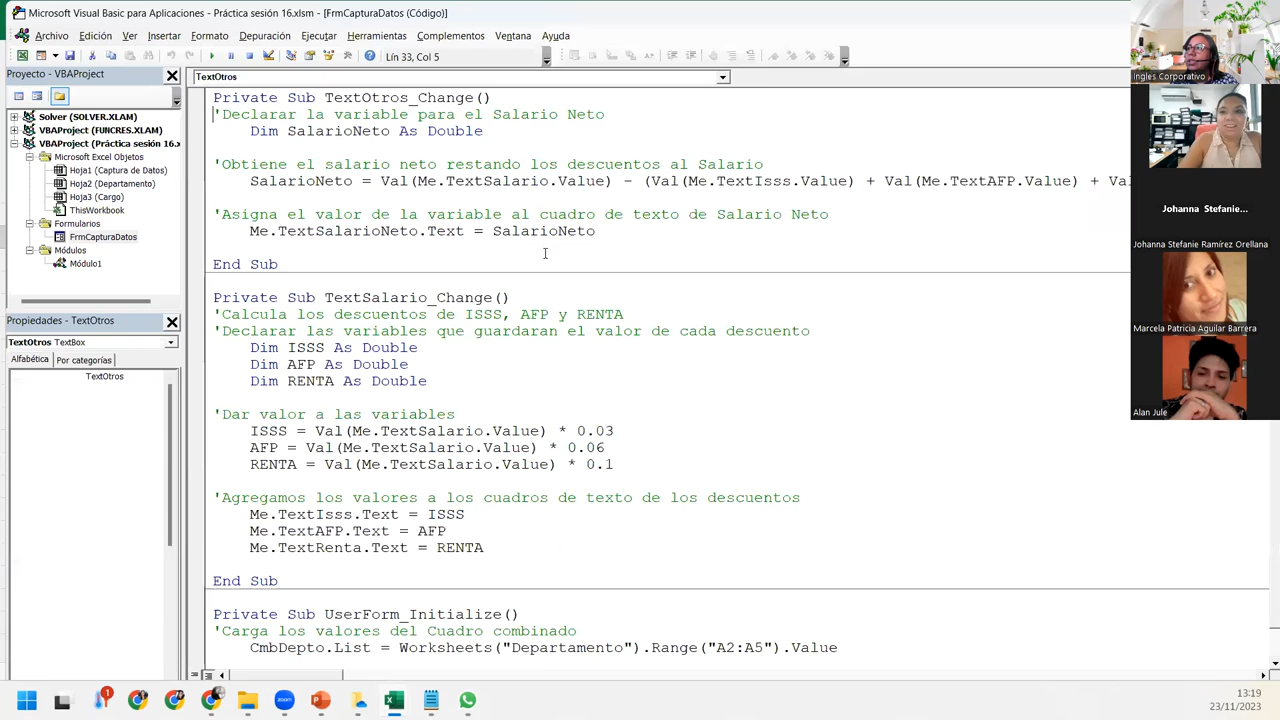 Microsoft Visual Basic para Aplicaciones - Práctica sesión 16.xlsm - [FrmCapturaDatos (Código)]
Archivo Edición Ver Insertar Formato Depuración Ejecutar Herramientas Complementos Ventana Ayuda
Lín 33, Col 5
Proyecto - VBAProject
Solver (SOLVER.XLAM)
VBAProject (FUNCRES.XLAM)
VBAProject (Práctica sesión 16.x
Microsoft Excel Objetos
Hoja1 (Captura de Datos)
Hoja2 (Departamento)
Hoja3 (Cargo)
ThisWorkbook
Formularios
FrmCapturaDatos
Módulos
Módulo1
Propiedades - TextOtros
TextOtros TextBox
Alfabética Por categorías
TextOtros
TextOtros
Private Sub TextOtros_Change()
'Declarar la variable para el Salario Neto
Dim SalarioNeto As Double
'Obtiene el salario neto restando los descuentos al Salario
SalarioNeto = Val(Me.TextSalario.Value) - (Val(Me.TextIsss.Value) + Val(Me.TextAFP.Value) + Va
'Asigna el valor de la variable al cuadro de texto de Salario Neto
Me.TextSalarioNeto.Text = SalarioNeto
End Sub
Private Sub TextSalario_Change()
'Calcula los descuentos de ISSS, AFP y RENTA
'Declarar las variables que guardaran el valor de cada descuento
Dim ISSS As Double
Dim AFP As Double
Dim RENTA As Double
'Dar valor a las variables
ISSS = Val(Me.TextSalario.Value) * 0.03
AFP = Val(Me.TextSalario.Value) * 0.06
RENTA = Val(Me.TextSalario.Value) * 0.1
'Agregamos los valores a los cuadros de texto de los descuentos
Me.TextIsss.Text = ISSS
Me.TextAFP.Text = AFP
Me.TextRenta.Text = RENTA
End Sub
Private Sub UserForm_Initialize()
'Carga los valores del Cuadro combinado
CmbDepto.List = Worksheets("Departamento").Range("A2:A5").Value
Ingles Corporativo
Johanna Stefanie...
Johanna Stefanie Ramírez Orellana
Marcela Patricia Aguilar Barrera
Alan Jule
1
zoom
13:19
23/11/2023